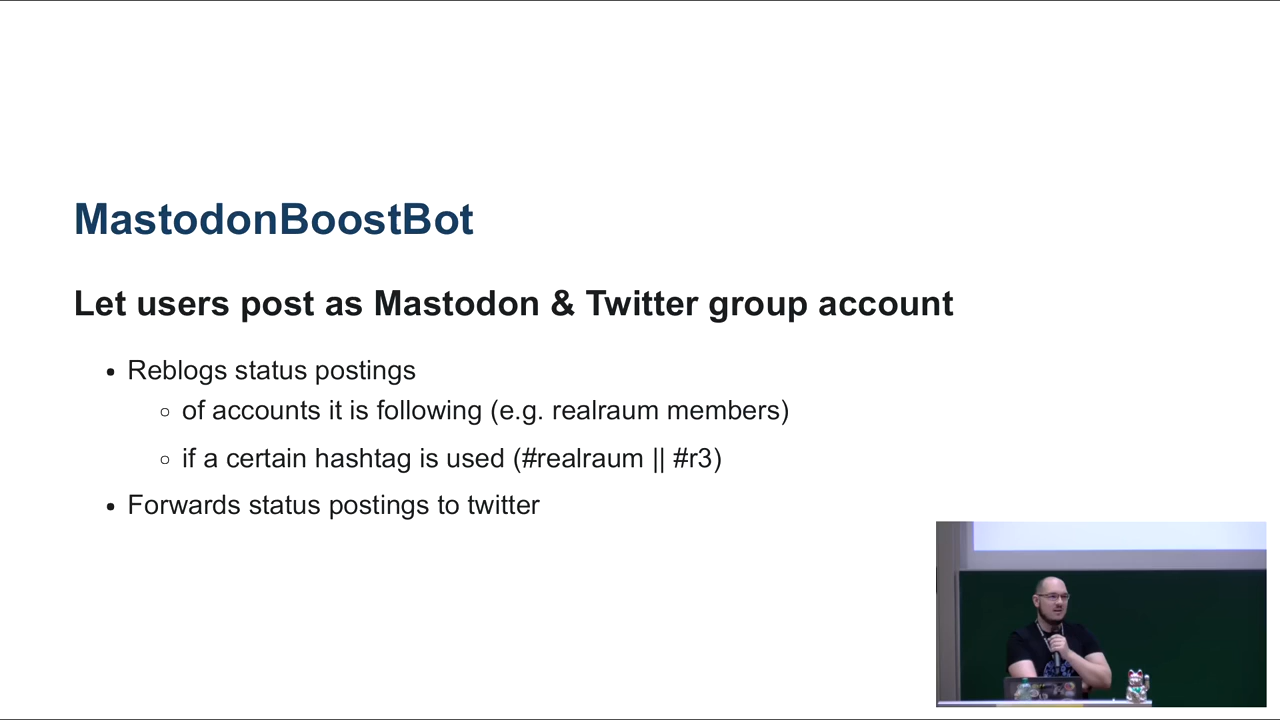 MastodonBoostBot
Let users post as Mastodon & Twitter group account
Reblogs status postings
of accounts it is following (e.g. realraum members)
if a certain hashtag is used (#realraum || #r3)
Forwards status postings to twitter